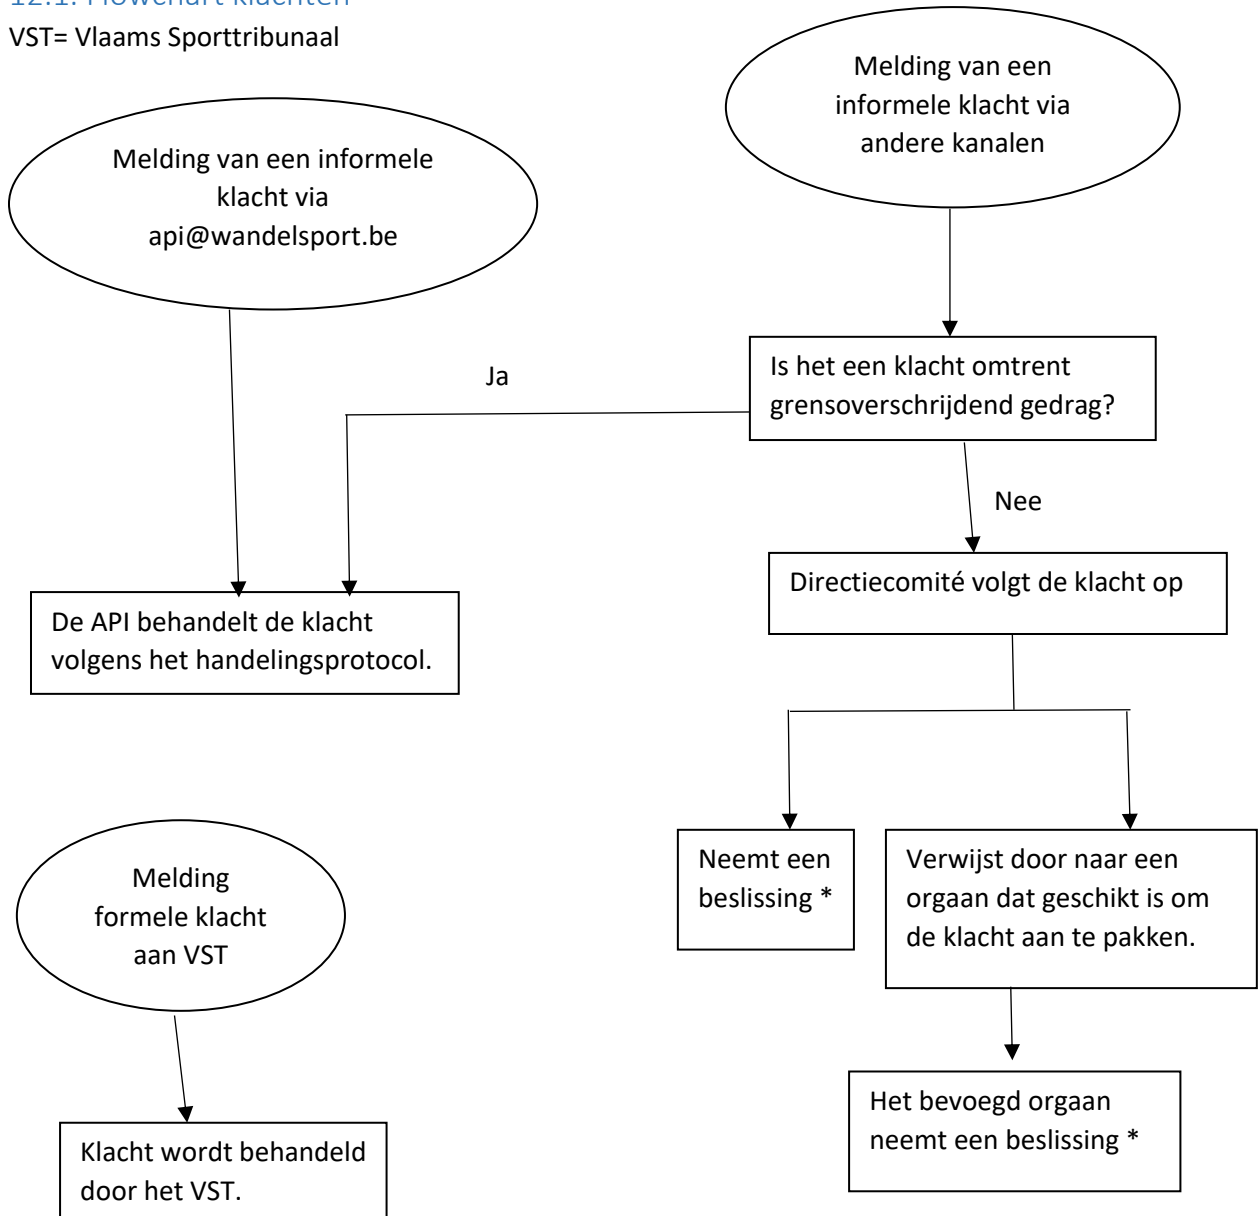 12.1. Flowchart klachten
VST= Vlaams Sporttribunaal
Melding van een
informele klacht via
andere kanalen
Melding van een informele
klacht via
api@wandelsport.be
Is het een klacht omtrent
grensoverschrijdend gedrag?
Ja
Nee
Directiecomité volgt de klacht op
De API behandelt de klacht
volgens het handelingsprotocol.
Neemt een
beslissing *
Verwijst door naar een
orgaan dat geschikt is om
de klacht aan te pakken.
Melding
formele klacht
aan VST
Het bevoegd orgaan
neemt een beslissing *
Klacht wordt behandeld
door het VST.